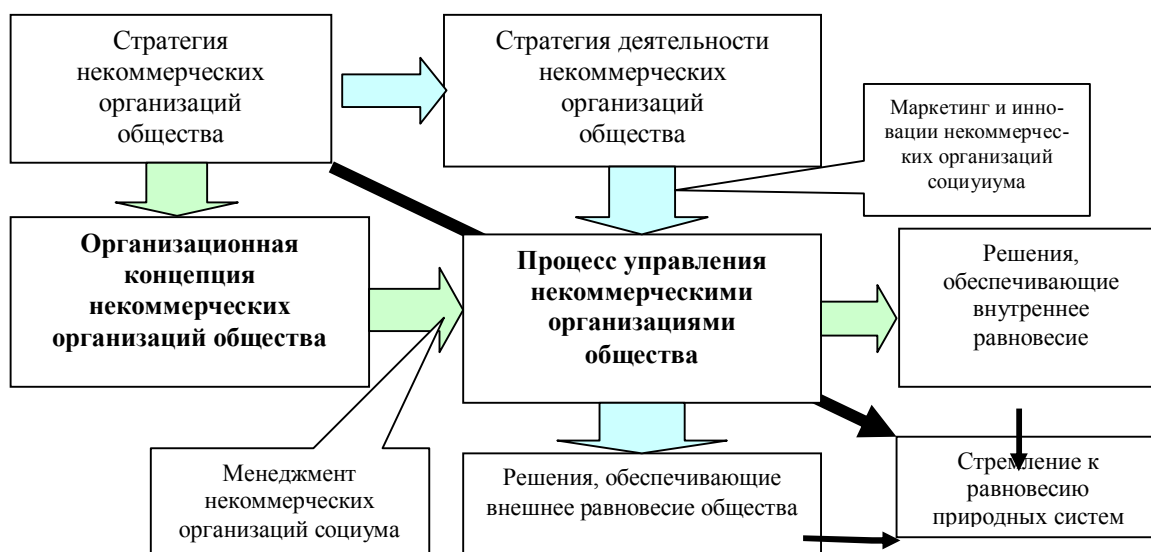 Стратегия
некоммерческих
организаций
общества
Стратегия деятельности
некоммерческих
организаций
общества
Маркетинг и инно-
вации некоммерчес-
ких организаций
социуиума
Организационная
концепция
некоммерческих
организаций общества
Процесс управления
некоммерческими
организациями
общества
Решения,
обеспечивающие
внутреннее
равновесие
Менеджмент
некоммерческих
организаций социума
Решения, обеспечивающие
внешнее равновесие общества
Стремление к
равновесию
природных систем